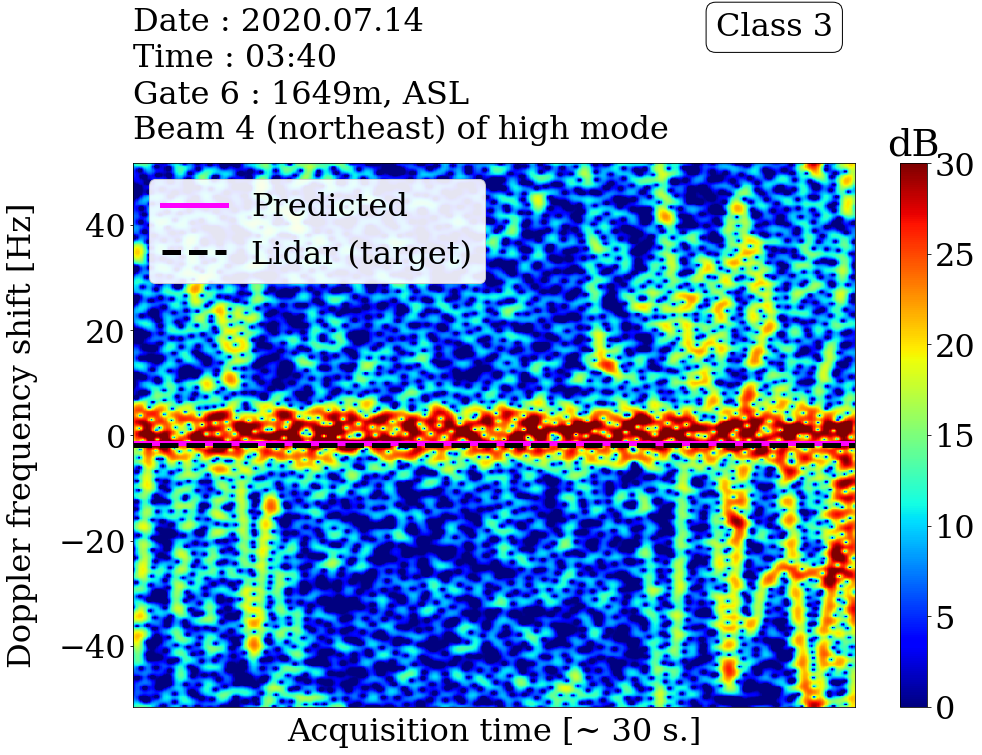 Date : 2020.07.14
Time : 03:40
Gate 6 : 1649m, ASL
Beam 4 (northeast) of high mode
Class 3
dB
Predicted
Lidar (target)
Doppler frequency shift [Hz]
40
20
0
−20
−40
30
25
20
15
10
5
0
Acquisition time [~ 30 s.]